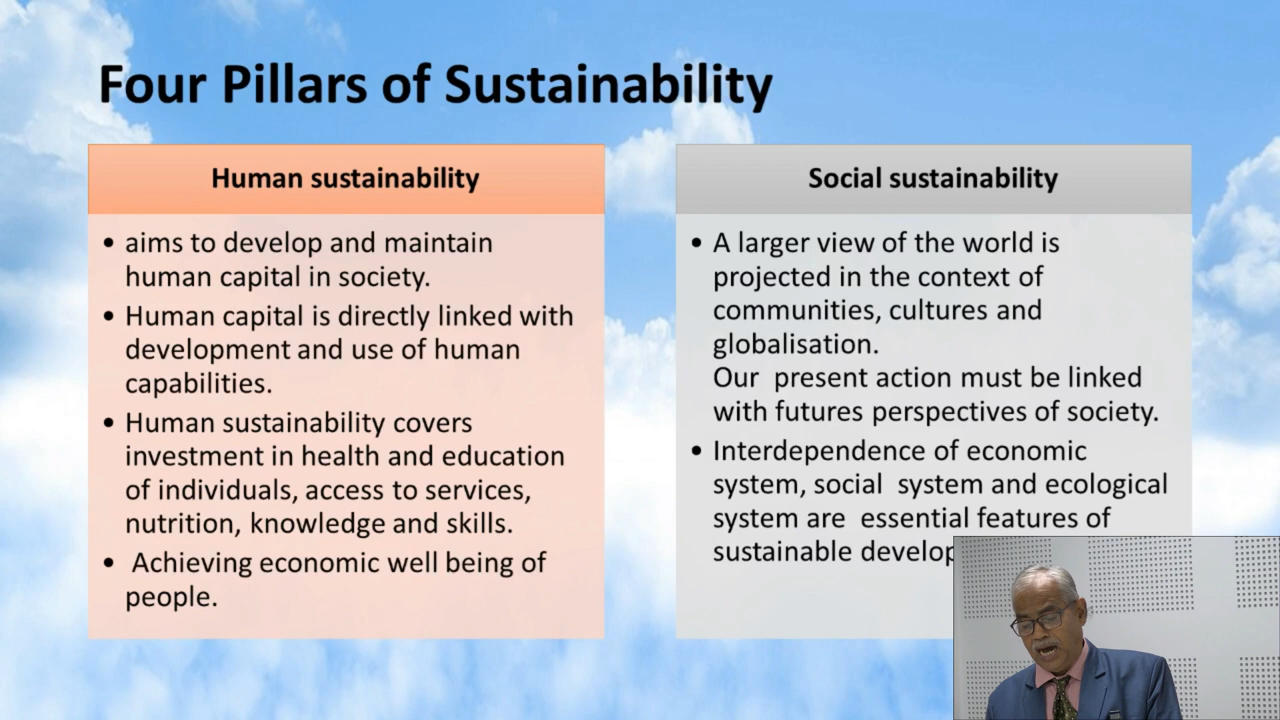 Four Pillars of Sustainability
Human sustainability
• aims to develop and maintain
human capital in society.
• Human capital is directly linked with
development and use of human
capabilities.
• Human sustainability covers
investment in health and education
of individuals, access to services,
nutrition, knowledge and skills.
• Achieving economic well being of
people.
Social sustainability
• A larger view of the world is
projected in the context of
communities, cultures and
globalisation.
Our present action must be linked
with futures perspectives of society.
• Interdependence of economic
system, social system and ecological
system are essential features of
sustainable